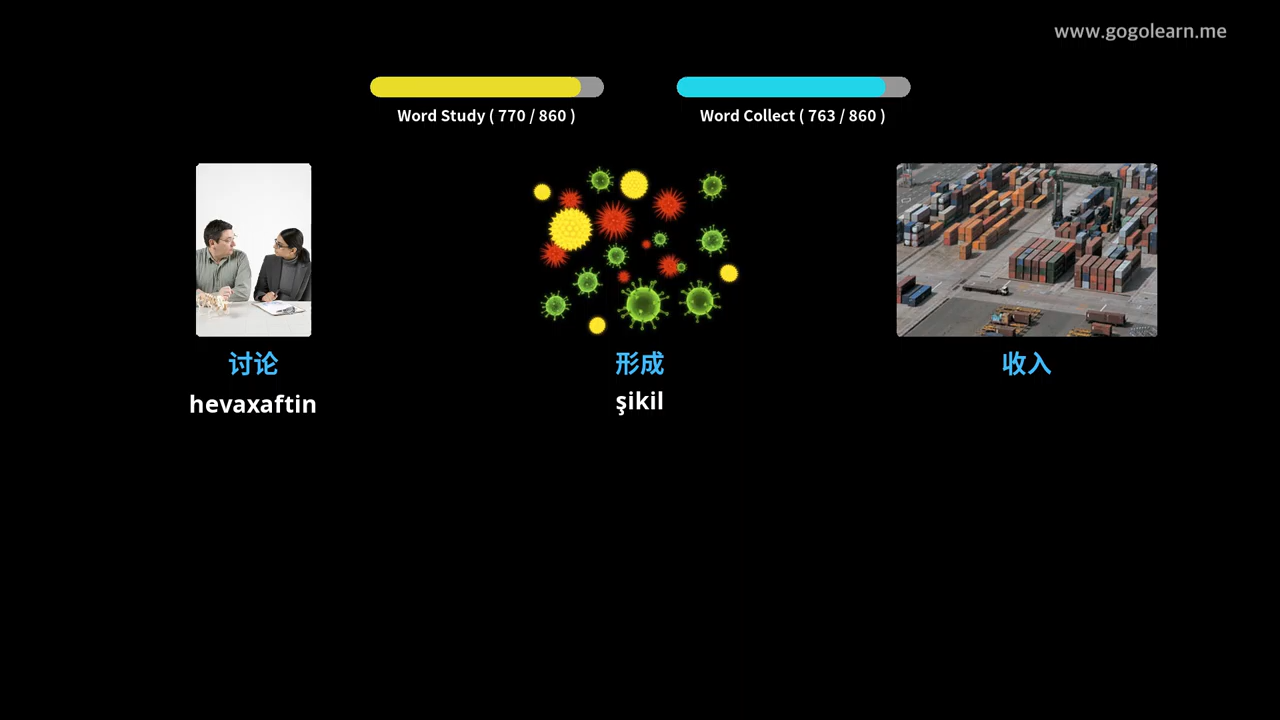 www.gogolearn.me
Word Study ( 770 / 860 )
Word Collect ( 763 / 860 )
讨论
形成
收入
hevaxaftin
şikil